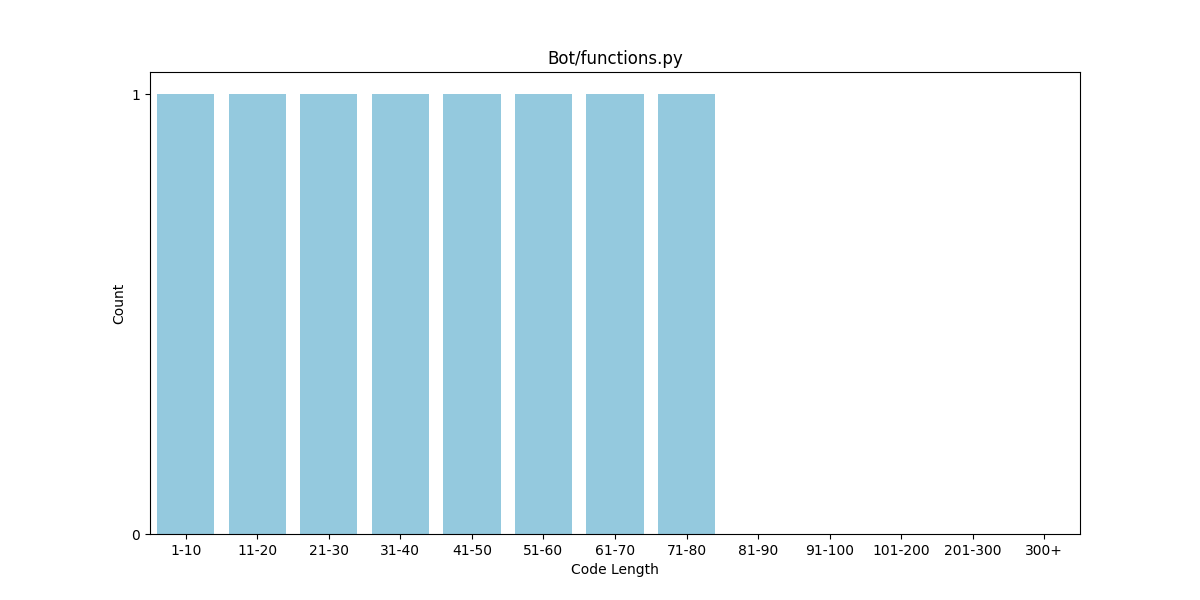 Bot/functions.py
1
Count
0
1-10 11-20 21-30 31-40 41-50 51-60 61-70 71-80 81-90 91-100 101-200 201-300 300+
Code Length